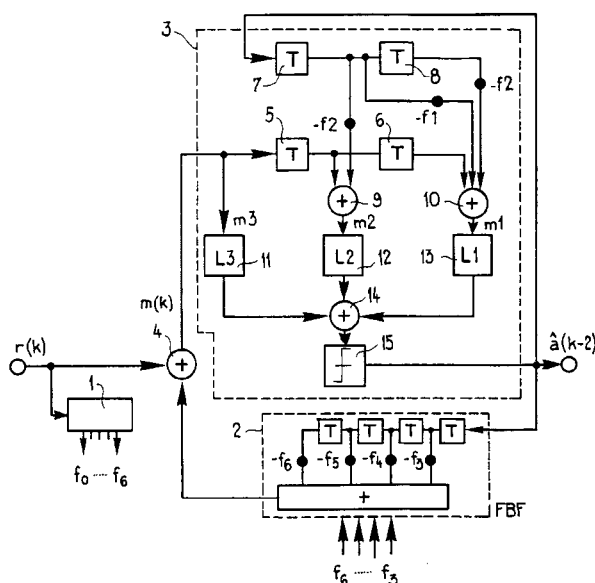 3
T
7
T
8
-f2
-f1
-f2
5
T
6
T
+
9
10
+
m3
m2
m1
L3
11
L2
12
13
L1
m(k)
14
+
4
r(k)
+
15
â(k-2)
1
2
T
T
T
T
f0 ...... f6
-f6
-f5
-f4
-f3
+
FBF
f6 ...... f3